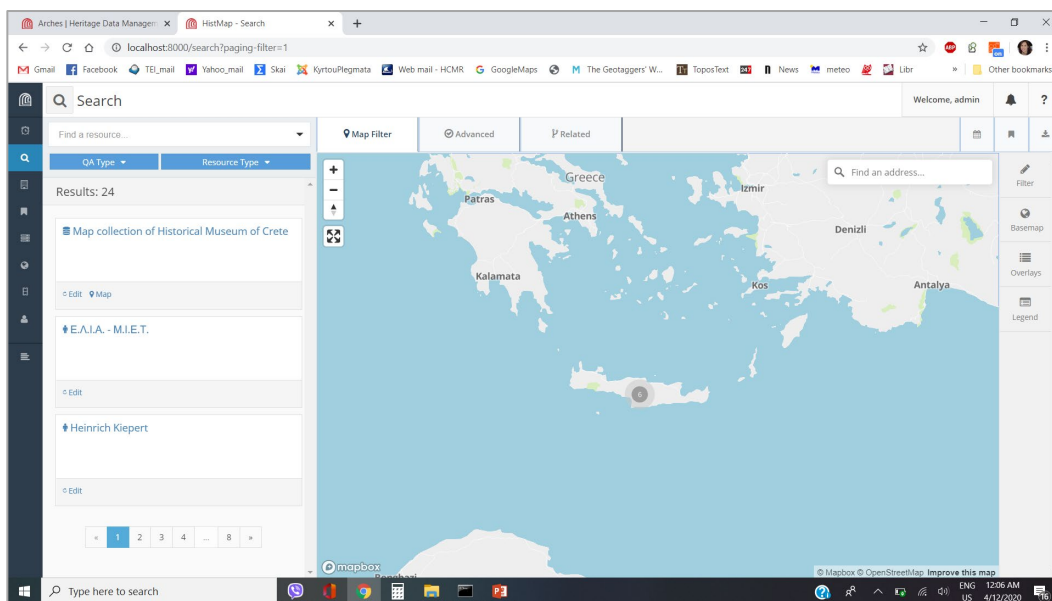 Arches | Heritage Data Managem
HistMap - Search
localhost:8000/search?paging-filter=1
Gmail Facebook TEI_mail Yahoo_mail Skai KyrtouPlegmata Web mail - HCMR GoogleMaps The Geotaggers' W... ToposText News meteo Libr » Other bookmarks
Search
Welcome, admin
Find a resource...
Map Filter Advanced Related
QA Type Resource Type
Find an address...
Results: 24
Map collection of Historical Museum of Crete
Edit Map
Ε.Λ.Ι.Α. - Μ.Ι.Ε.Τ.
Edit
Heinrich Kiepert
Edit
« 1 2 3 4 ... 8 »
Greece
Patras
Athens
Izmir
Denizli
Kalamata
Kos
Antalya
6
Filter
Basemap
Overlays
Legend
mapbox
© Mapbox © OpenStreetMap Improve this map
Type here to search
ENG 12:06 AM
US 4/12/2020
16